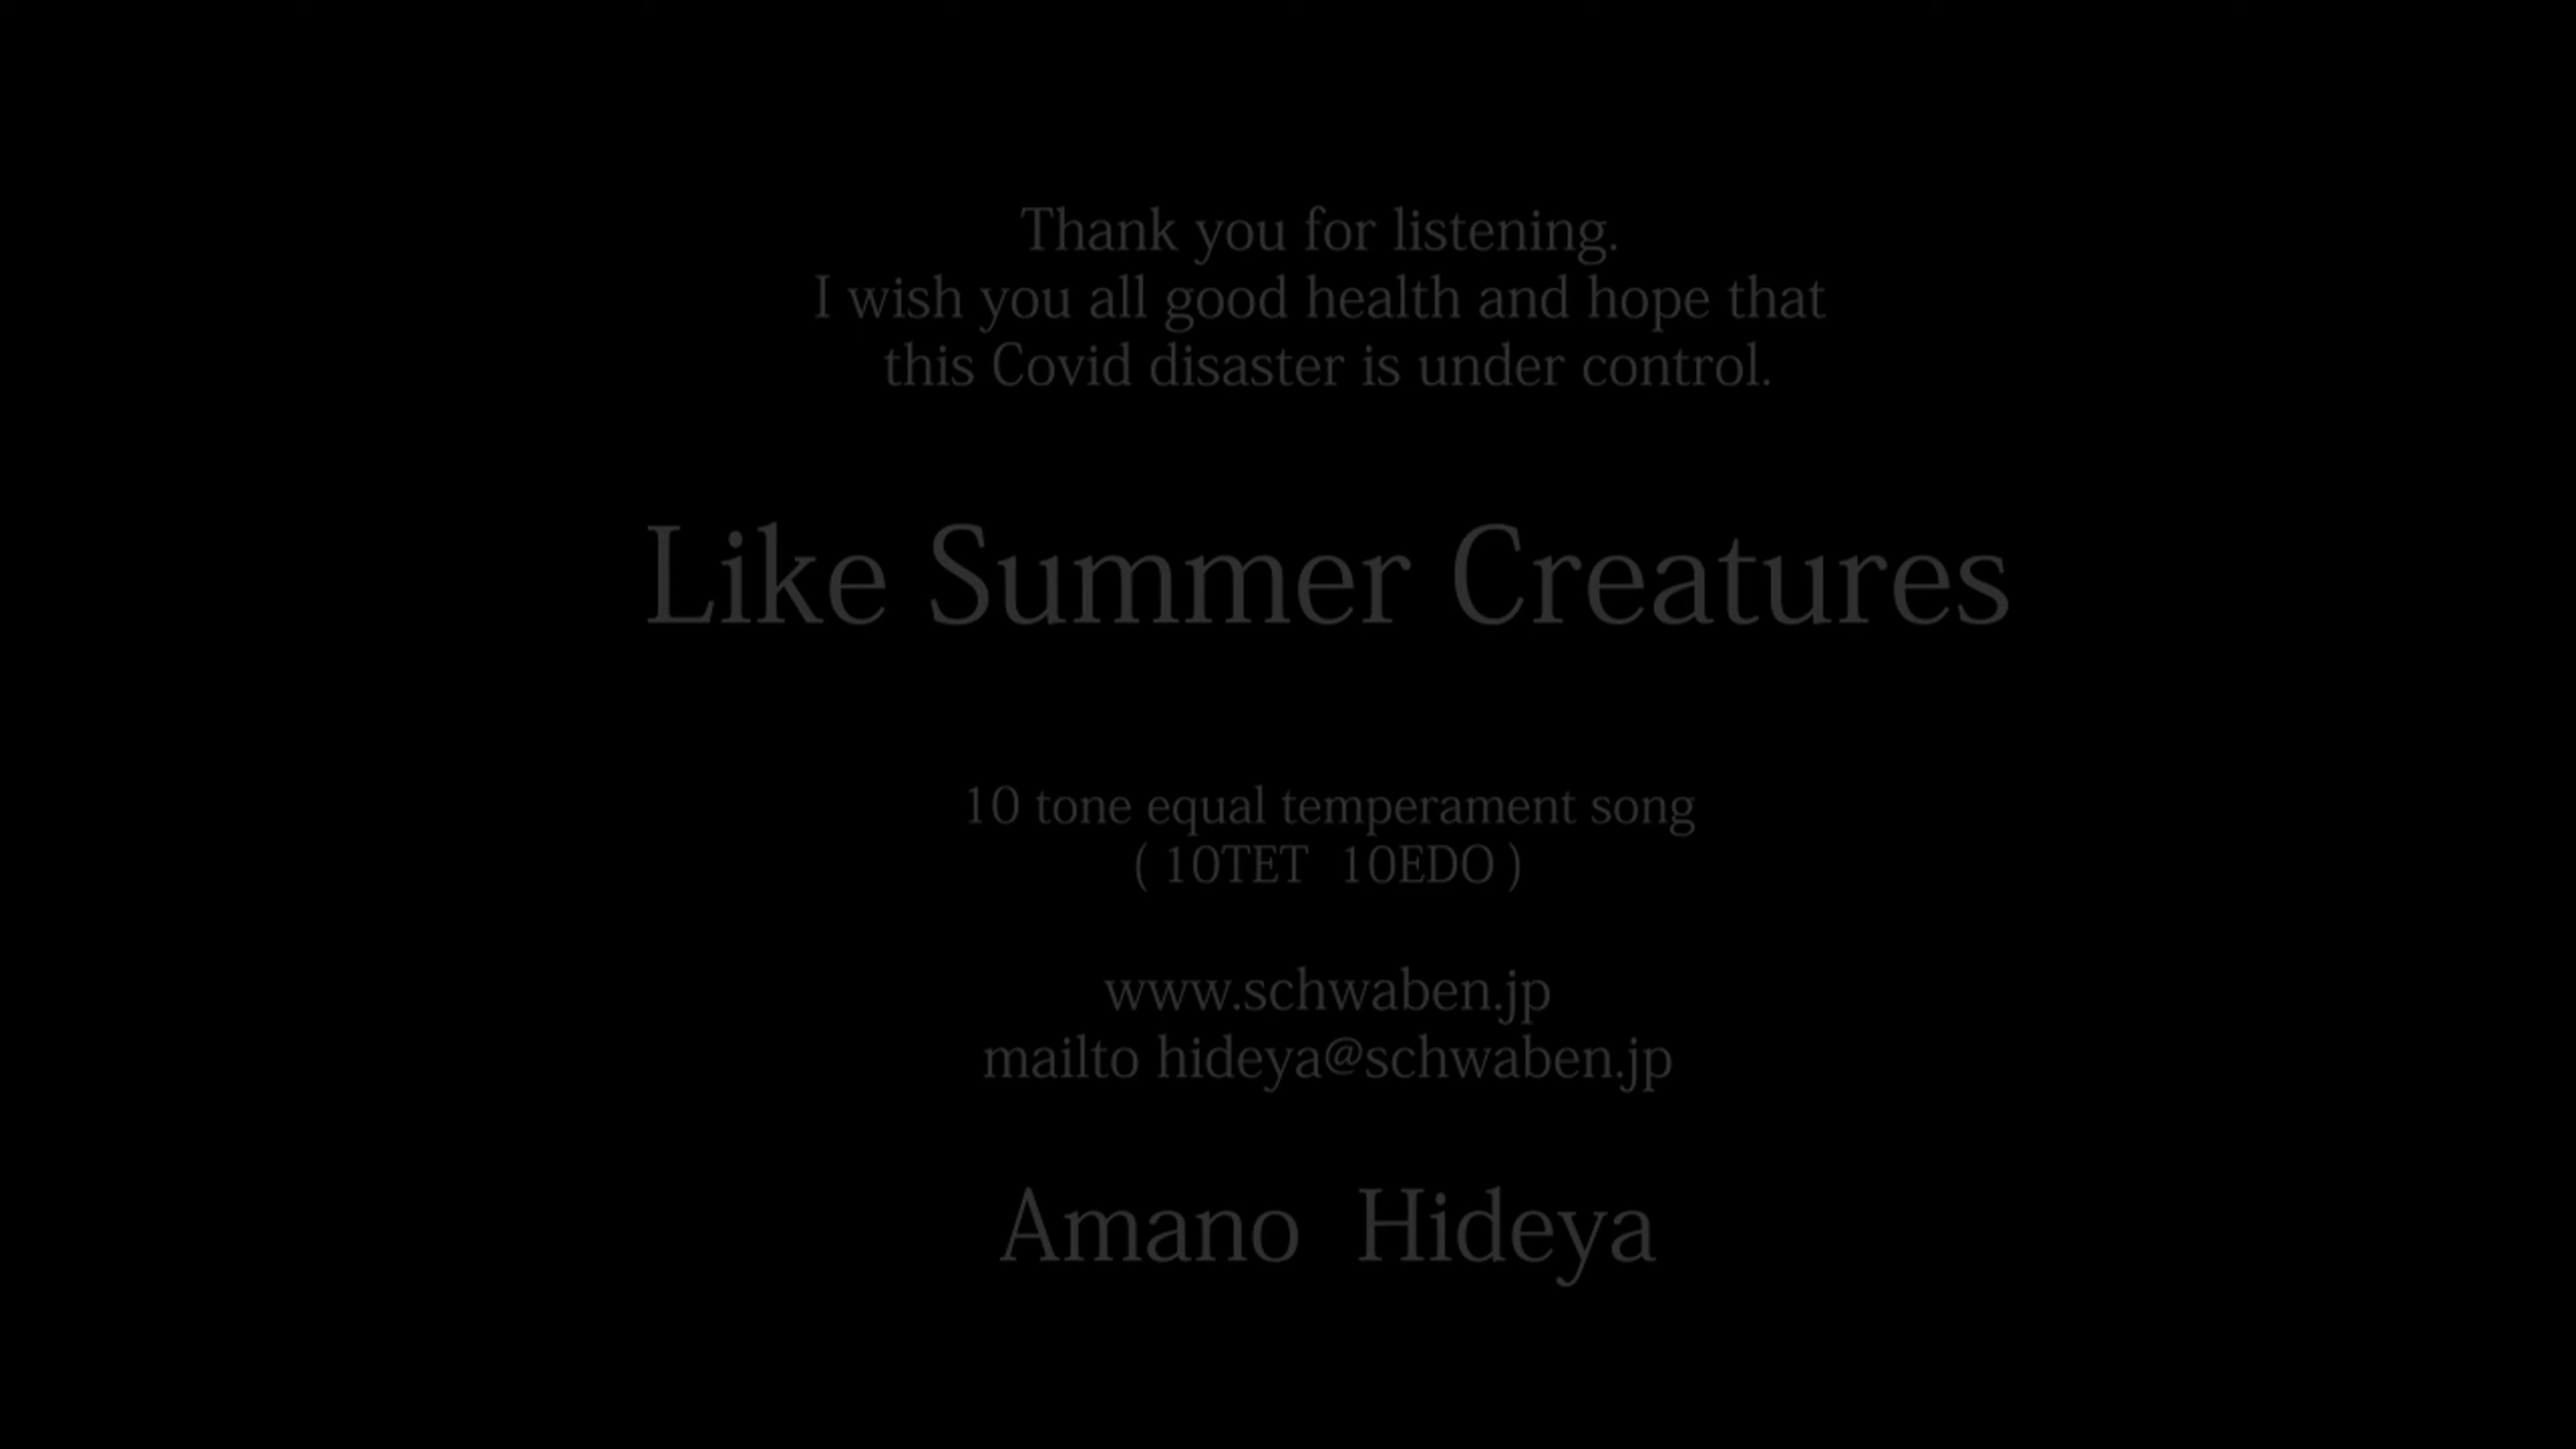 Thank you for listening.
I wish you all good health and hope that
this Covid disaster is under control.
Like Summer Creatures
10 tone equal temperament song
( 10TET  10EDO )
www.schwaben.jp
mailto hideya@schwaben.jp
Amano  Hideya